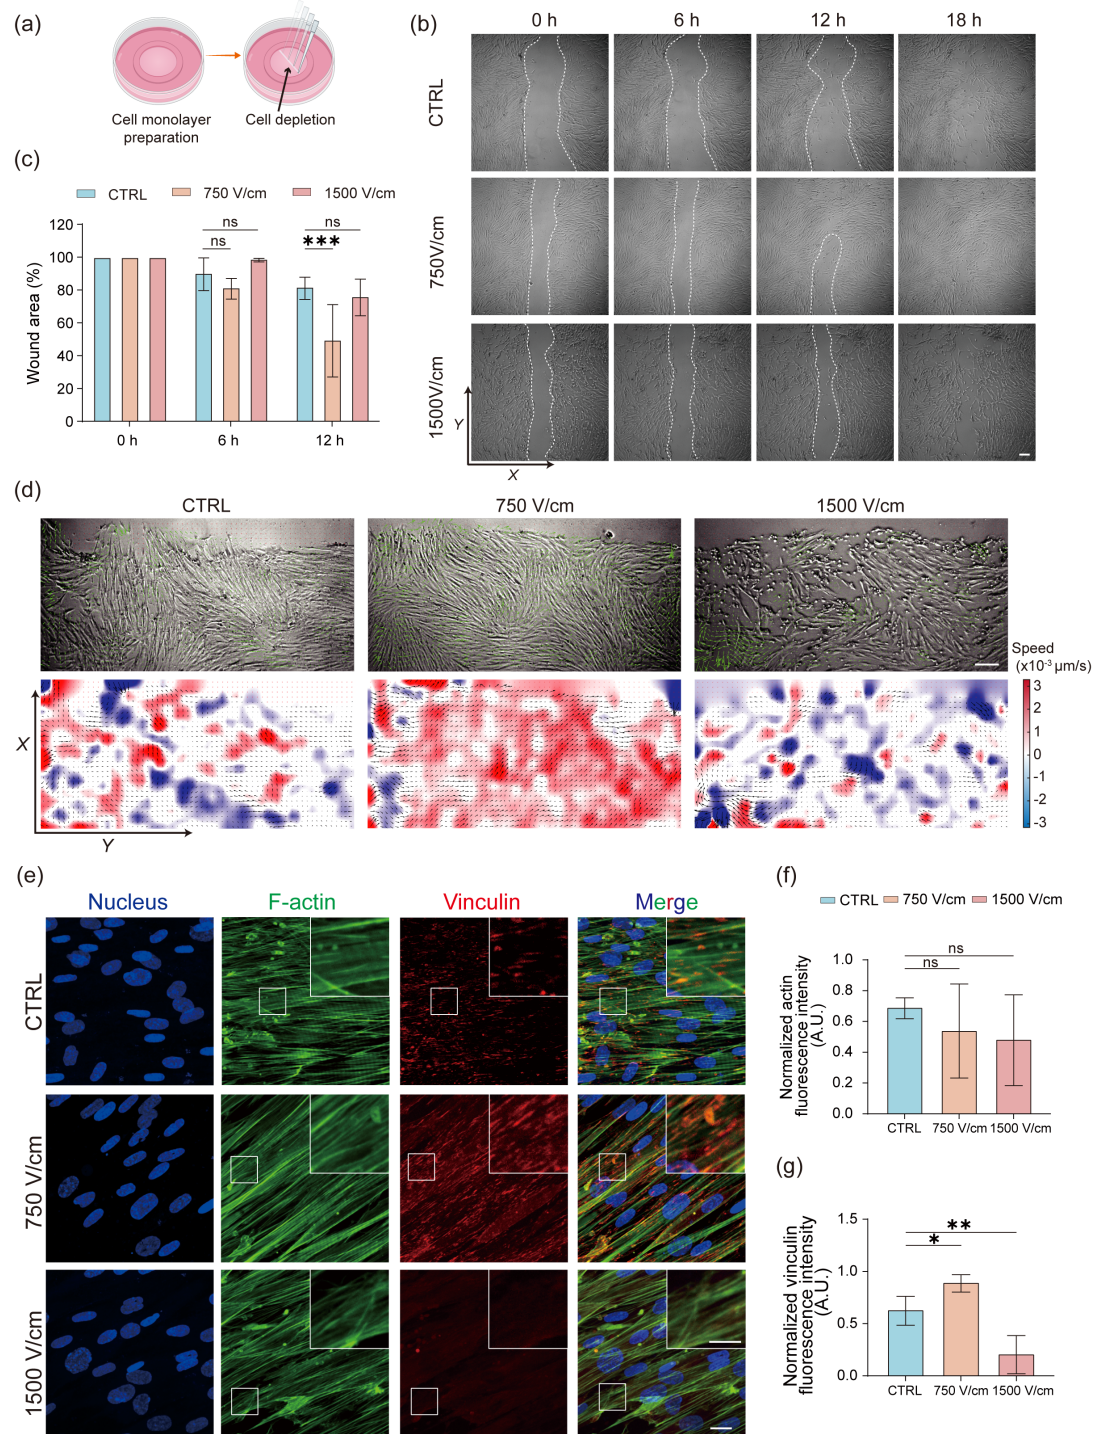 (a)
Cell monolayer
preparation
Cell depletion
(b)
0 h
6 h
12 h
18 h
CTRL
750V/cm
1500V/cm
Y
X
(c)
CTRL
750 V/cm
1500 V/cm
Wound area (%)
120
100
80
60
40
20
0
ns
ns
ns
***
0 h
6 h
12 h
(d)
CTRL
750 V/cm
1500 V/cm
X
Y
Speed
(x10⁻³ μm/s)
3
2
1
0
-1
-2
-3
(e)
Nucleus
F-actin
Vinculin
Merge
CTRL
750 V/cm
1500 V/cm
(f)
CTRL
750 V/cm
1500 V/cm
Normalized actin
fluorescence intensity
(A.U.)
1.0
0.8
0.6
0.4
0.2
0.0
ns
ns
CTRL
750 V/cm
1500 V/cm
(g)
Normalized vinculin
fluorescence intensity
(A.U.)
1.5
1.0
0.5
0.0
**
*
CTRL
750 V/cm
1500 V/cm